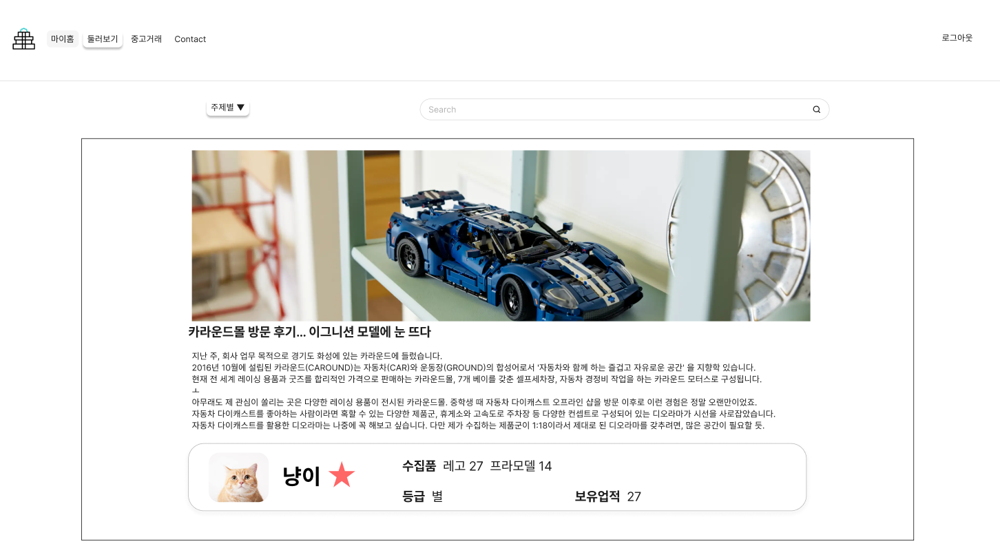 마이홈 둘러보기 중고거래 Contact 로그아웃
주제별 ▼ Search
카라운드몰 방문 후기... 이그니션 모델에 눈 뜨다
지난 주, 회사 업무 목적으로 경기도 화성에 있는 카라운드에 들렀습니다.
2016년 10월에 설립된 카라운드(CAROUND)는 자동차(CAR)와 운동장(GROUND)의 합성어로서 '자동차와 함께 하는 즐겁고 자유로운 공간' 을 지향학 있습니다.
현재 전 세계 레이싱 용품과 굿즈를 합리적인 가격으로 판매하는 카라운드몰, 7개 베이를 갖춘 셀프세차장, 자동차 경정비 작업을 하는 카라운드 모터스로 구성됩니다.
ㅗ
아무래도 제 관심이 쏠리는 곳은 다양한 레이싱 용품이 전시된 카라운드몰. 중학생 때 자동차 다이캐스트 오프라인 샵을 방문 이후로 이런 경험은 정말 오랜만이었죠.
자동차 다이캐스트를 좋아하는 사람이라면 혹할 수 있는 다양한 제품군, 휴게소와 고속도로 주차장 등 다양한 컨셉트로 구성되어 있는 디오라마가 시선을 사로잡았습니다.
자동차 다이캐스트를 활용한 디오라마는 나중에 꼭 해보고 싶습니다. 다만 제가 수집하는 제품군이 1:18이라서 제대로 된 디오라마를 갖추려면, 많은 공간이 필요할 듯.
냥이 ★
수집품 레고 27 프라모델 14
등급 별 보유업적 27